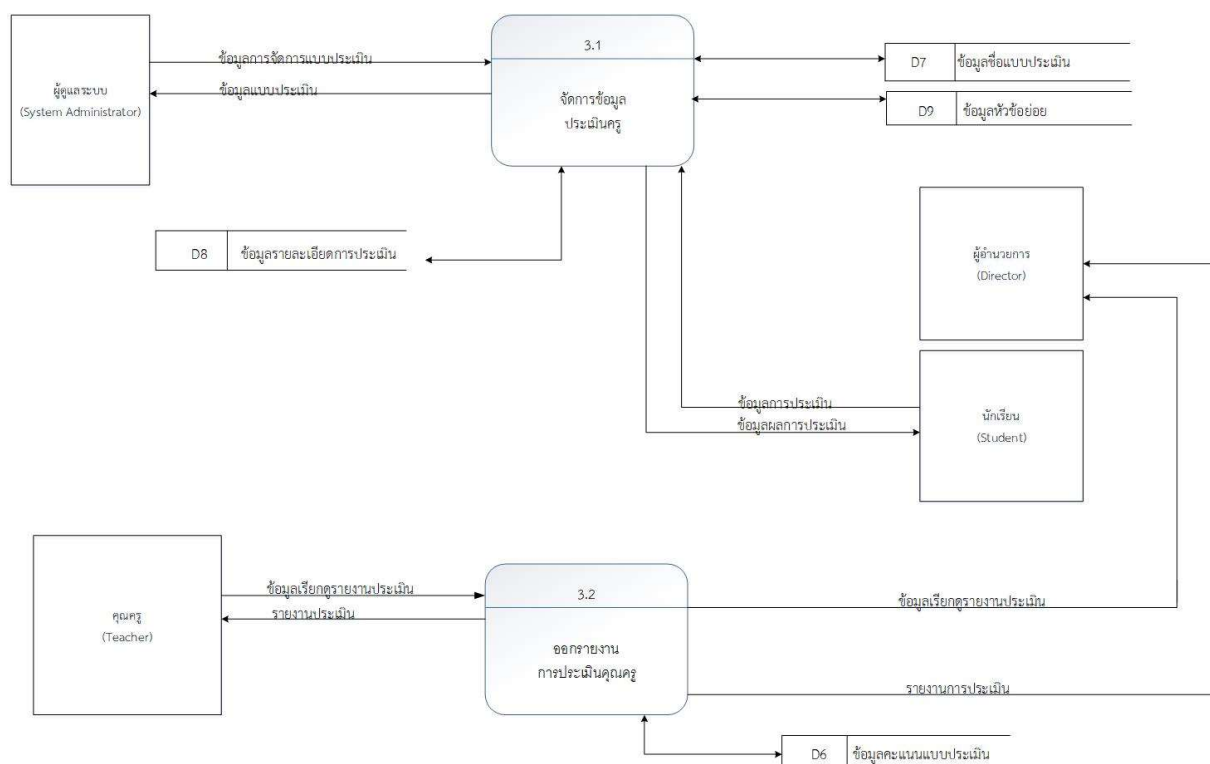 3.1
จัดการข้อมูล
ประเมินครู
ผู้ดูแลระบบ
(System Administrator)
ข้อมูลการจัดการแบบประเมิน
ข้อมูลแบบประเมิน
D7 ข้อมูลชื่อแบบประเมิน
D9 ข้อมูลหัวข้อย่อย
D8 ข้อมูลรายละเอียดการประเมิน
ผู้อำนวยการ
(Director)
ข้อมูลการประเมิน
ข้อมูลผลการประเมิน
นักเรียน
(Student)
คุณครู
(Teacher)
ข้อมูลเรียกดูรายงานประเมิน
รายงานประเมิน
3.2
ออกรายงาน
การประเมินคุณครู
ข้อมูลเรียกดูรายงานประเมิน
รายงานการประเมิน
D6 ข้อมูลคะแนนแบบประเมิน